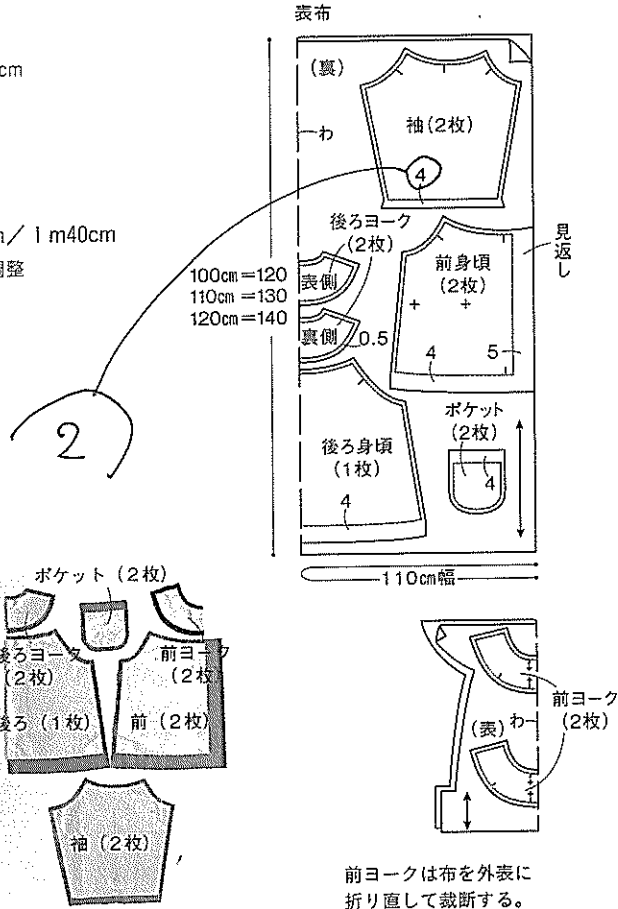 表布
cm
(裏)
わ
袖(2枚)
4
/ 1m40cm
調整
後ろヨーク
(2枚)
100cm=120
110cm=130
120cm=140
表側
裏側
0.5
前身頃
(2枚)
見返し
4
5
2
後ろ身頃
(1枚)
4
ポケット
(2枚)
4
110cm幅
ポケット (2枚)
後ろヨーク
(2枚)
前ヨーク
(2枚)
後ろ (1枚)
前 (2枚)
袖 (2枚)
(表)
わ
前ヨーク
(2枚)
前ヨークは布を外表に
折り直して裁断する。